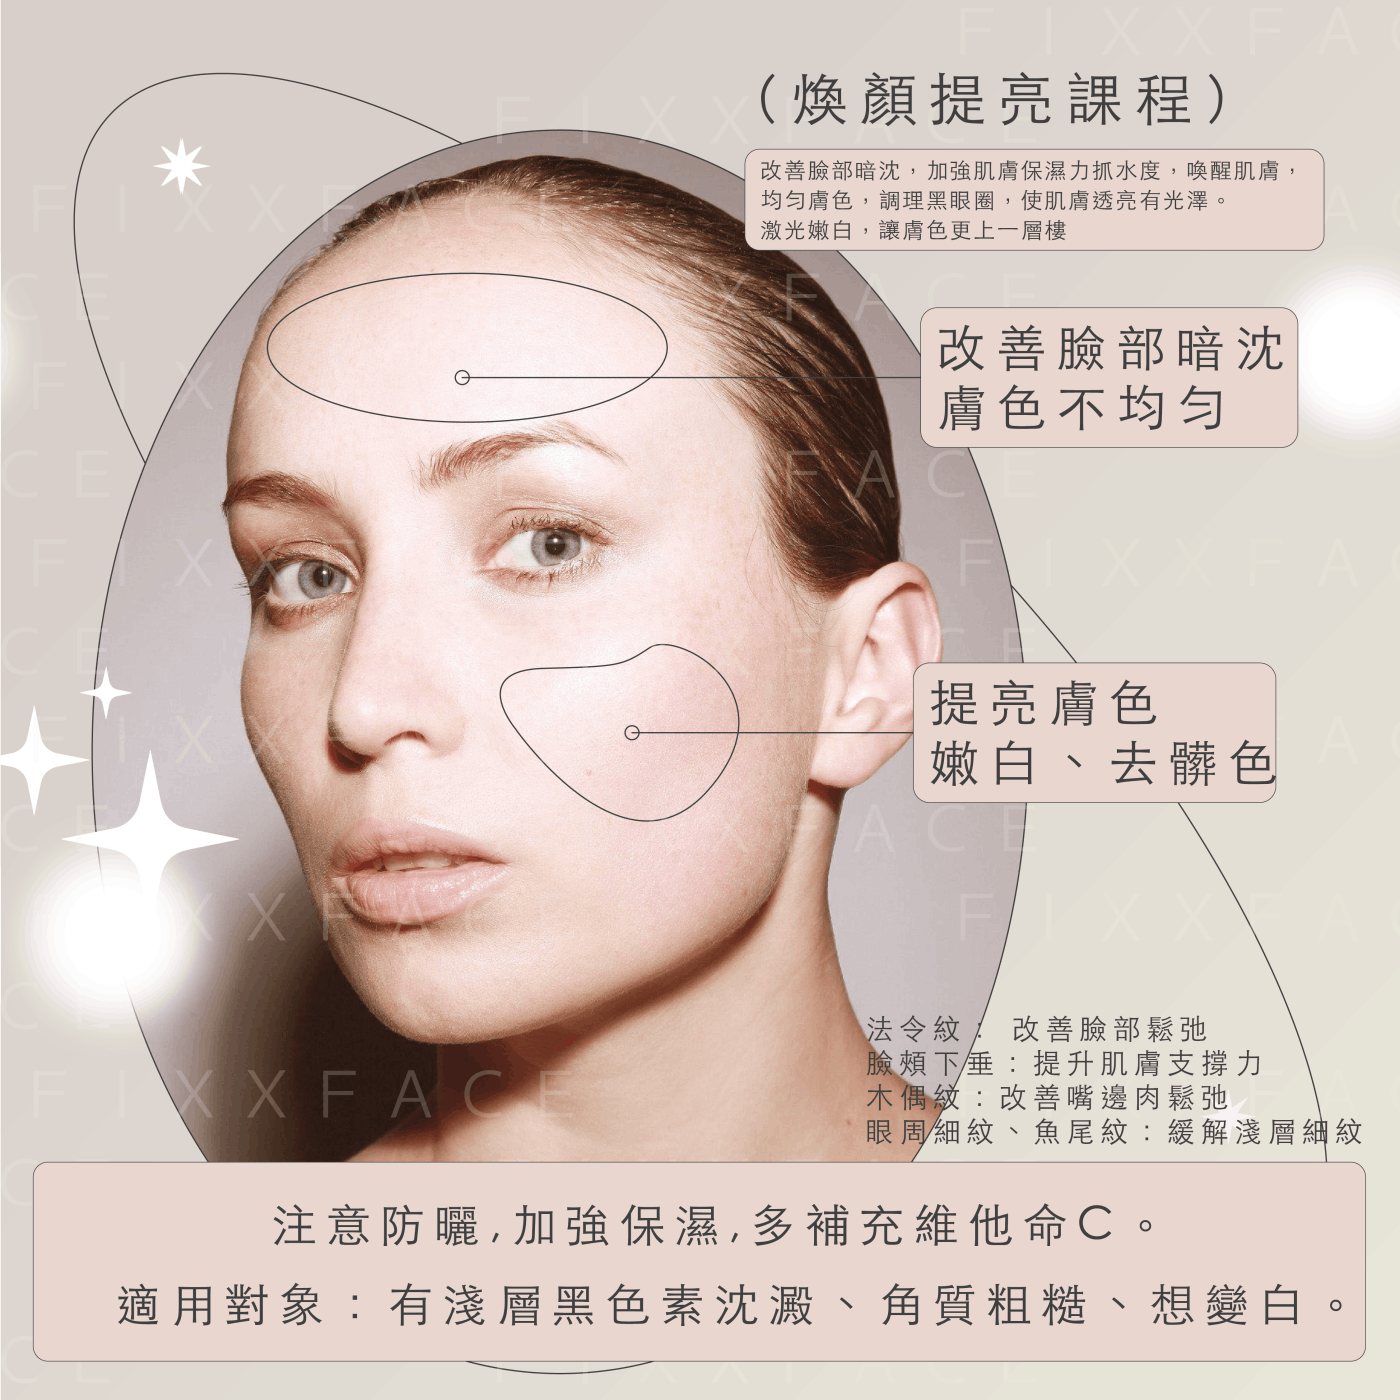 （煥顏提亮課程）
改善臉部暗沈，加強肌膚保濕力抓水度，喚醒肌膚，
均勻膚色，調理黑眼圈，使肌膚透亮有光澤。
激光嫩白，讓膚色更上一層樓
改善臉部暗沈
膚色不均勻
提亮膚色
嫩白、去髒色
法令紋： 改善臉部鬆弛
臉頰下垂：提升肌膚支撐力
木偶紋：改善嘴邊肉鬆弛
眼周細紋、魚尾紋：緩解淺層細紋
注意防曬,加強保濕,多補充維他命C。
適用對象：有淺層黑色素沈澱、角質粗糙、想變白。
FIXXFACE